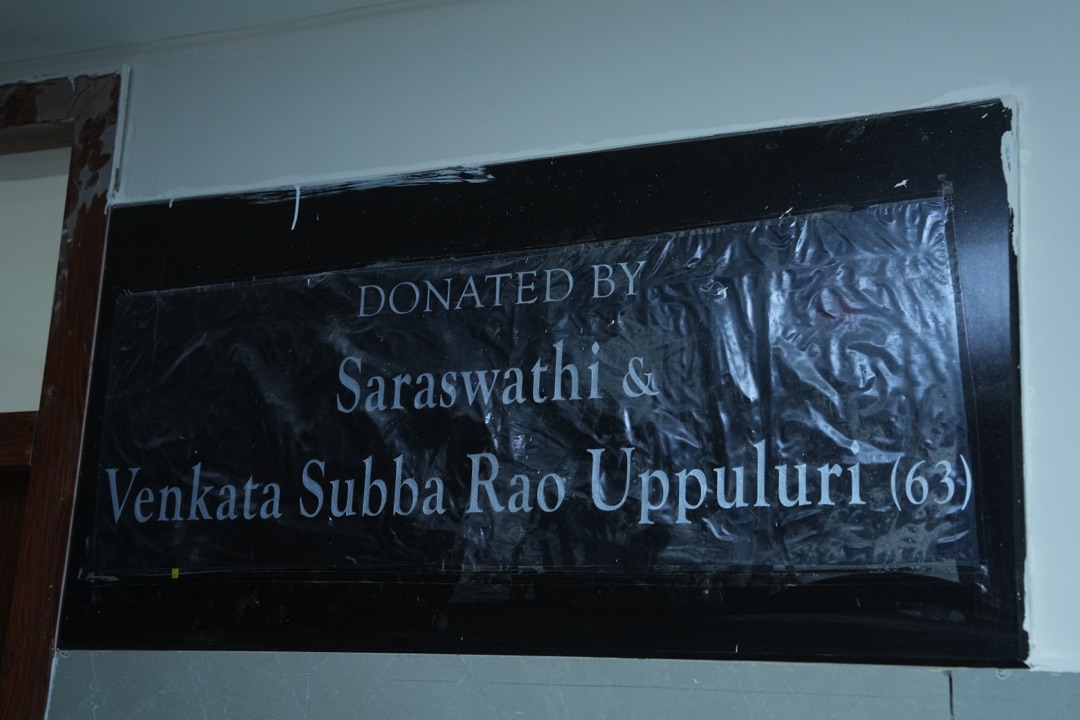 DONATED BY
Saraswathi &
Venkata Subba Rao Uppuluri (63)